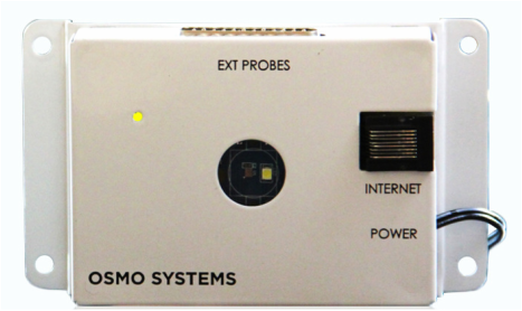 EXT PROBES
INTERNET
POWER
OSMO SYSTEMS